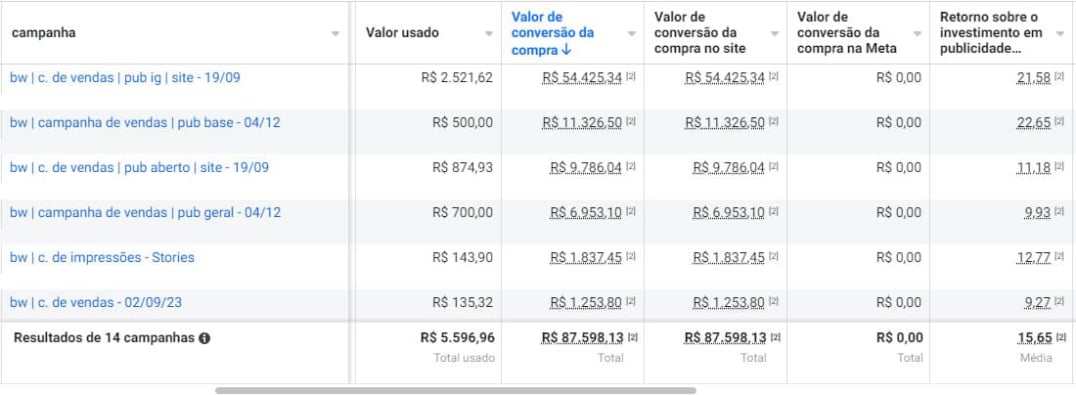 campanha
Valor usado
Valor de
conversão da
compra ↓
Valor de
conversão da
compra no site
Valor de
conversão da
compra na Meta
Retorno sobre o
investimento em
publicidade...
bw | c. de vendas | pub ig | site - 19/09 R$ 2.521,62 R$ 54.425,34 [2] R$ 54.425,34 [2] R$ 0,00 21,58 [2]
bw | campanha de vendas | pub base - 04/12 R$ 500,00 R$ 11.326,50 [2] R$ 11.326,50 [2] R$ 0,00 22,65 [2]
bw | c. de vendas | pub aberto | site - 19/09 R$ 874,93 R$ 9.786,04 [2] R$ 9.786,04 [2] R$ 0,00 11,18 [2]
bw | campanha de vendas | pub geral - 04/12 R$ 700,00 R$ 6.953,10 [2] R$ 6.953,10 [2] R$ 0,00 9,93 [2]
bw | c. de impressões - Stories R$ 143,90 R$ 1.837,45 [2] R$ 1.837,45 [2] R$ 0,00 12,77 [2]
bw | c. de vendas - 02/09/23 R$ 135,32 R$ 1.253,80 [2] R$ 1.253,80 [2] R$ 0,00 9,27 [2]
Resultados de 14 campanhas R$ 5.596,96 R$ 87.598,13 [2] R$ 87.598,13 [2] R$ 0,00 15,65 [2]
Total usado Total Total Total Média